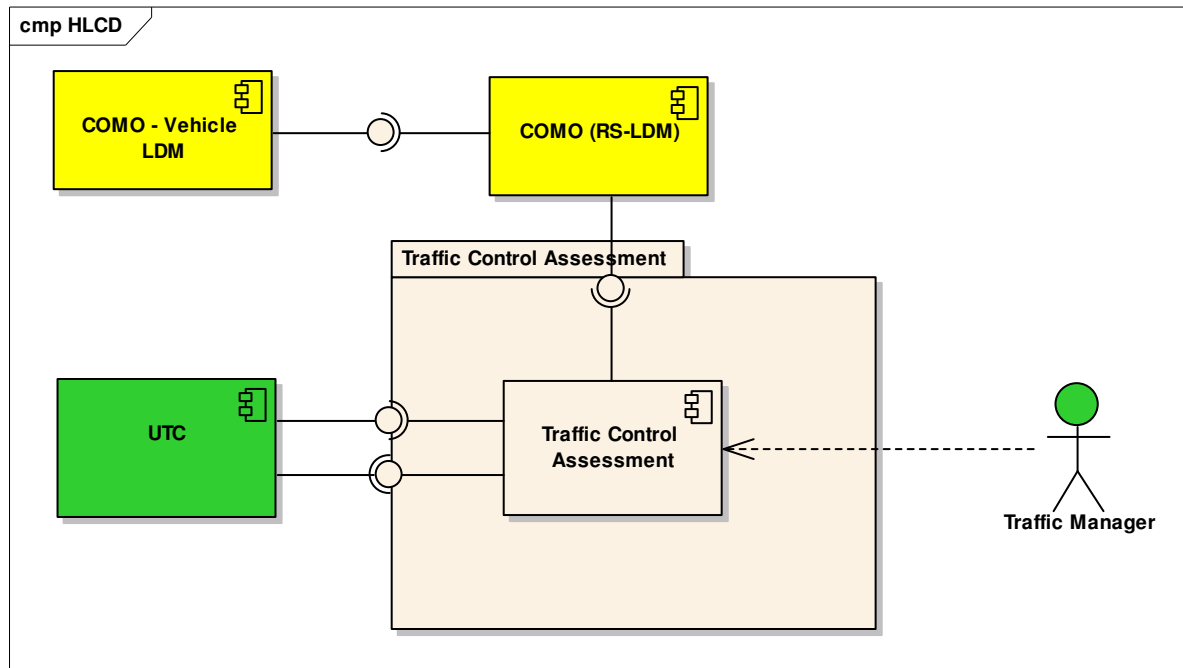 cmp HLCD
COMO - Vehicle
LDM
COMO (RS-LDM)
Traffic Control Assessment
UTC
Traffic Control
Assessment
Traffic Manager